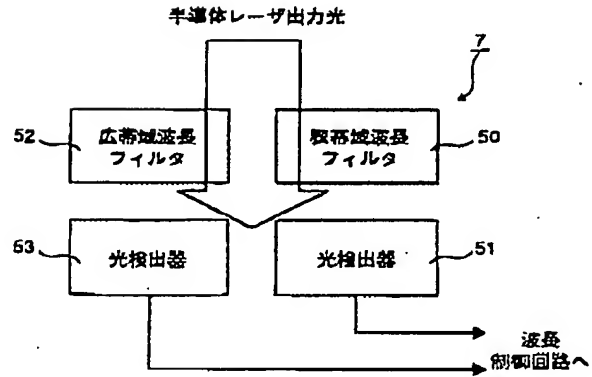 半導体レーザ出力光
7
52
広帯域波長
フィルタ
狭帯域波長
フィルタ
50
53
光検出器
光検出器
51
波長
制御回路へ